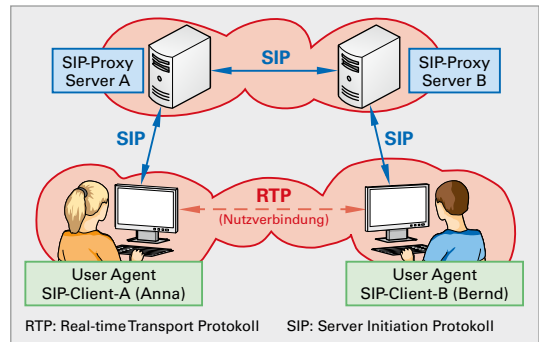 SIP-Proxy
Server A
SIP
SIP-Proxy
Server B
SIP
SIP
RTP
(Nutzverbindung)
User Agent
SIP-Client-A (Anna)
User Agent
SIP-Client-B (Bernd)
RTP: Real-time Transport Protokoll SIP: Server Initiation Protokoll